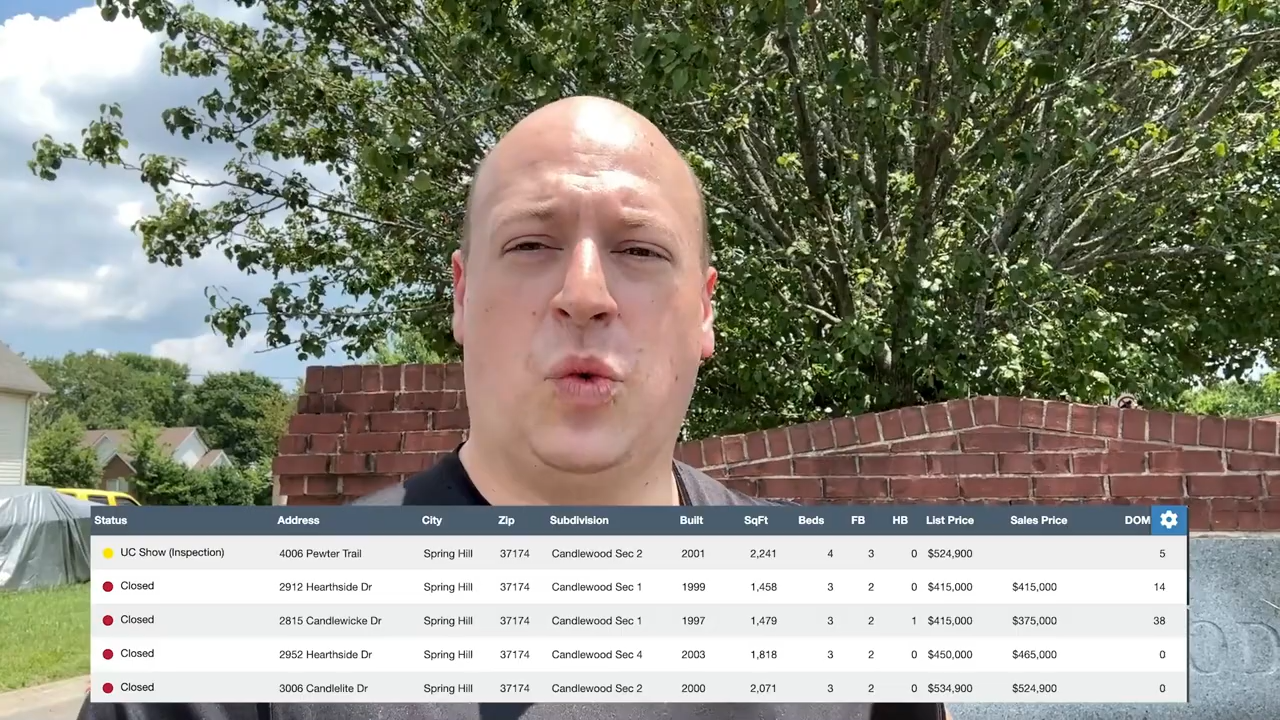 Status Address City Zip Subdivision Built SqFt Beds FB HB List Price Sales Price DOM
UC Show (Inspection) 4006 Pewter Trail Spring Hill 37174 Candlewood Sec 2 2001 2,241 4 3 0 $524,900 5
Closed 2912 Hearthside Dr Spring Hill 37174 Candlewood Sec 1 1999 1,458 3 2 0 $415,000 $415,000 14
Closed 2815 Candlewicke Dr Spring Hill 37174 Candlewood Sec 1 1997 1,479 3 2 1 $415,000 $375,000 38
Closed 2952 Hearthside Dr Spring Hill 37174 Candlewood Sec 4 2003 1,818 3 2 0 $450,000 $465,000 0
Closed 3006 Candlelite Dr Spring Hill 37174 Candlewood Sec 2 2000 2,071 3 2 0 $534,900 $524,900 0